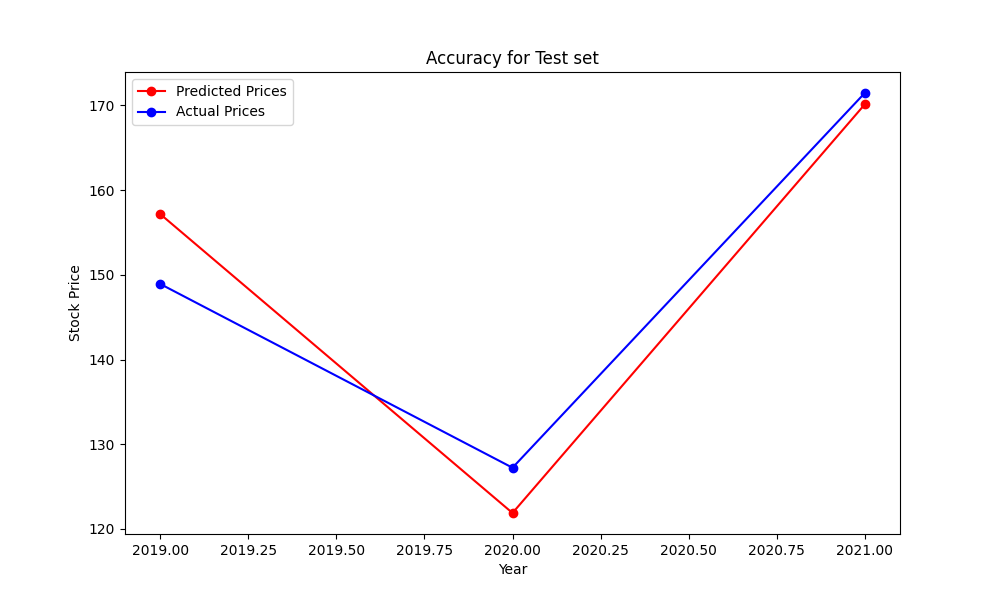 Accuracy for Test set
Predicted Prices
Actual Prices
170
160
150
140
130
120
Stock Price
2019.00 2019.25 2019.50 2019.75 2020.00 2020.25 2020.50 2020.75 2021.00
Year